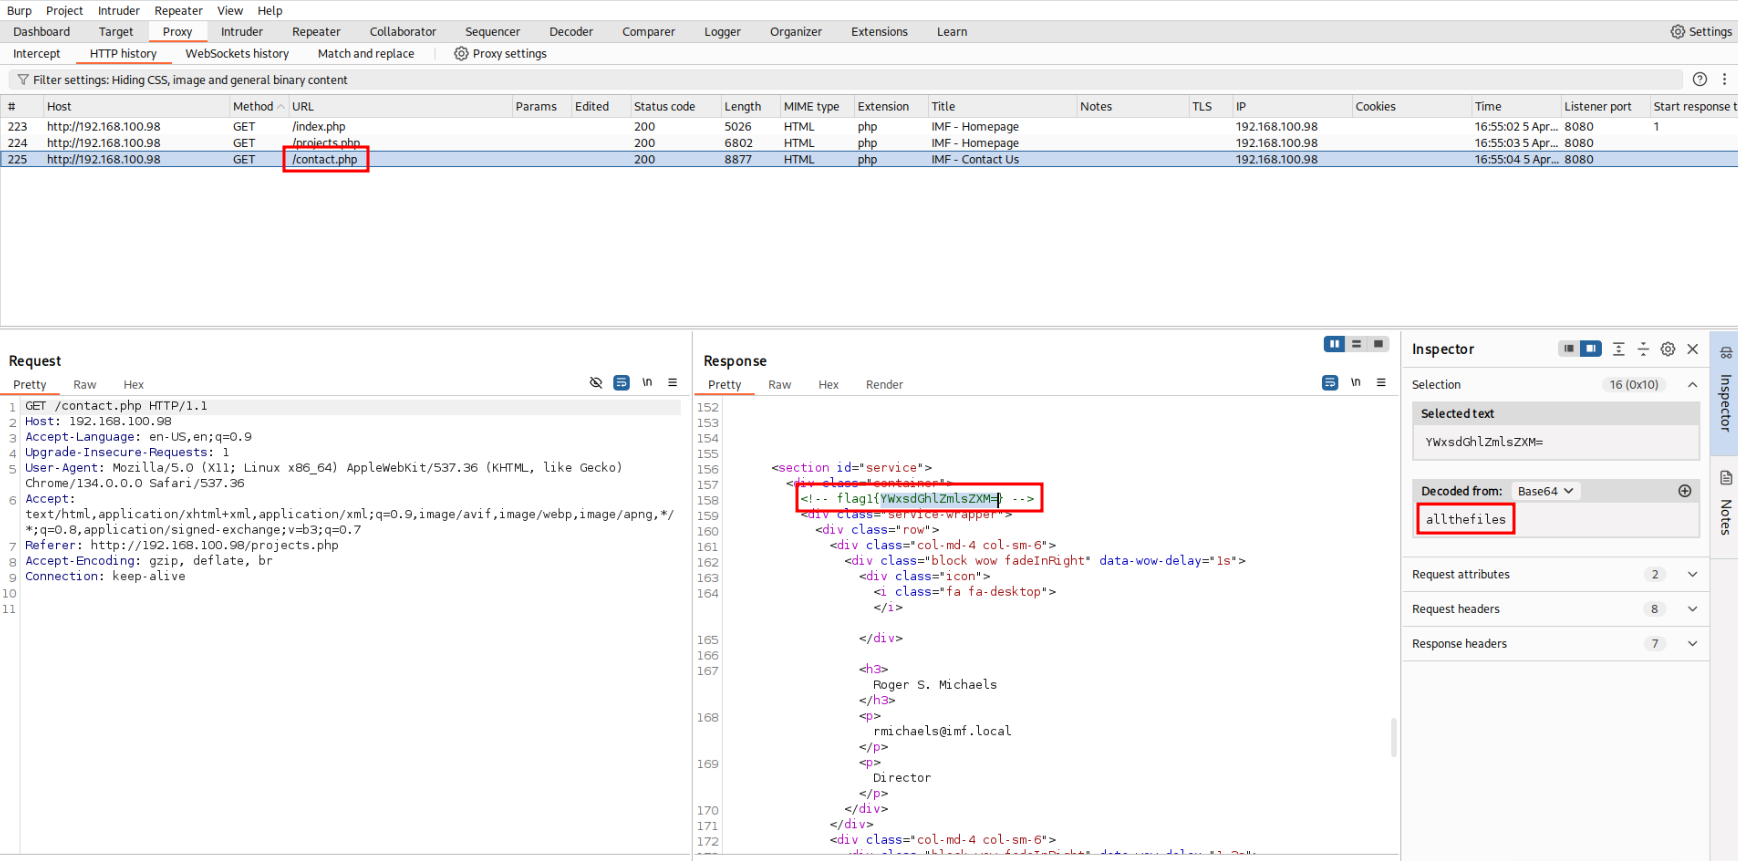 Burp Project Intruder Repeater View Help
Dashboard Target Proxy Intruder Repeater Collaborator Sequencer Decoder Comparer Logger Organizer Extensions Learn Settings
Intercept HTTP history WebSockets history Match and replace Proxy settings
Filter settings: Hiding CSS, image and general binary content
# Host Method URL Params Edited Status code Length MIME type Extension Title Notes TLS IP Cookies Time Listener port Start response t
223 http://192.168.100.98 GET /index.php 200 5026 HTML php IMF - Homepage 192.168.100.98 16:55:02 5 Apr... 8080 1
224 http://192.168.100.98 GET /projects.php 200 6802 HTML php IMF - Homepage 192.168.100.98 16:55:03 5 Apr... 8080
225 http://192.168.100.98 GET /contact.php 200 8877 HTML php IMF - Contact Us 192.168.100.98 16:55:04 5 Apr... 8080
Request
Pretty Raw Hex \n
1 GET /contact.php HTTP/1.1
2 Host: 192.168.100.98
3 Accept-Language: en-US,en;q=0.9
4 Upgrade-Insecure-Requests: 1
5 User-Agent: Mozilla/5.0 (X11; Linux x86_64) AppleWebKit/537.36 (KHTML, like Gecko)
Chrome/134.0.0.0 Safari/537.36
6 Accept:
text/html,application/xhtml+xml,application/xml;q=0.9,image/avif,image/webp,image/apng,*/
*;q=0.8,application/signed-exchange;v=b3;q=0.7
7 Referer: http://192.168.100.98/projects.php
8 Accept-Encoding: gzip, deflate, br
9 Connection: keep-alive
10
11
Response
Pretty Raw Hex Render \n
152
153
154
155
156 <section id="service">
157 <div class="container">
158 <!-- flag1{YWxsdGhlZmlsZXM=} -->
159 <div class="service-wrapper">
160 <div class="row">
161 <div class="col-md-4 col-sm-6">
162 <div class="block wow fadeInRight" data-wow-delay="1s">
163 <div class="icon">
164 <i class="fa fa-desktop">
</i>
165 </div>
166
167 <h3>
Roger S. Michaels
</h3>
168 <p>
rmichaels@imf.local
</p>
169 <p>
Director
</p>
170 </div>
171 </div>
172 <div class="col-md-4 col-sm-6">
Inspector
Selection 16 (0x10)
Selected text
YWxsdGhlZmlsZXM=
Decoded from: Base64
allthefiles
Request attributes 2
Request headers 8
Response headers 7
Inspector
Notes